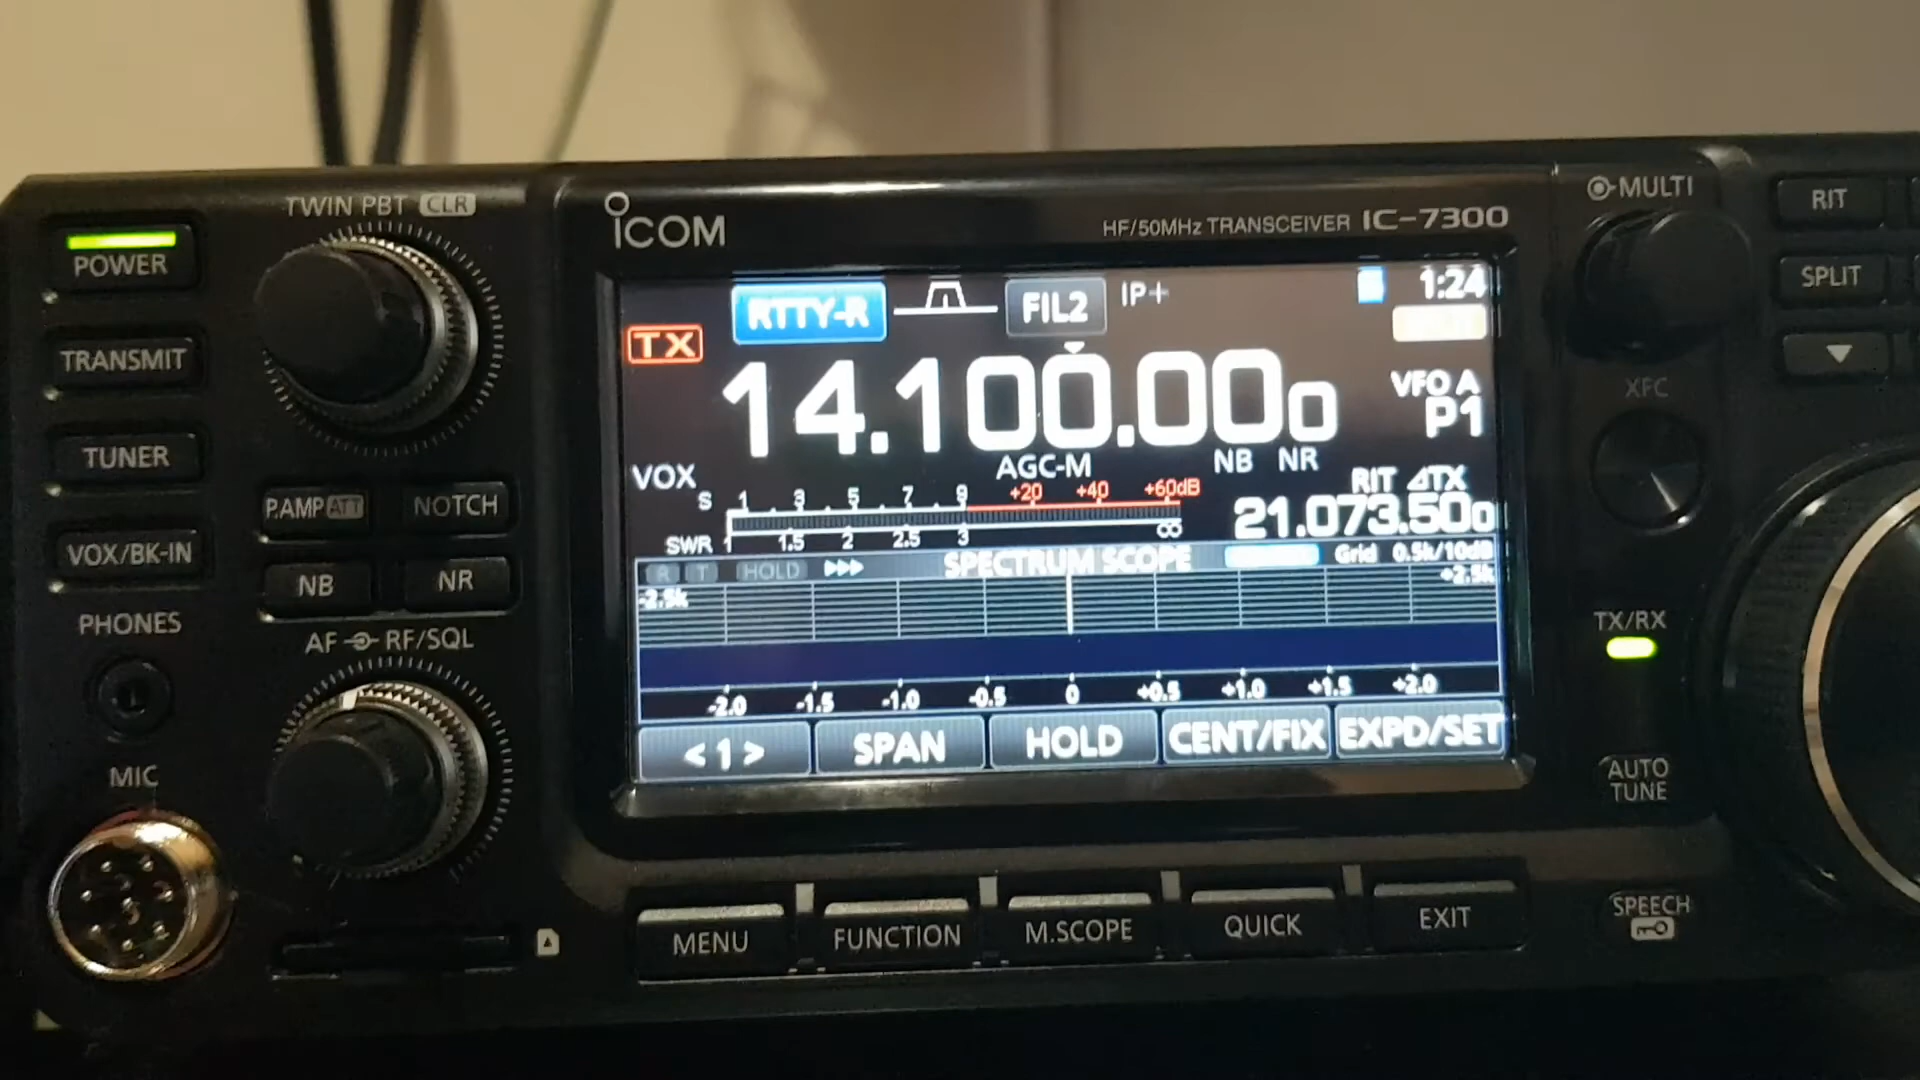 TWIN PBT CLR
POWER
TRANSMIT
TUNER
P.AMP ATT
NOTCH
VOX/BK-IN
NB
NR
PHONES
AF RF/SQL
MIC
ICOM
HF/50MHz TRANSCEIVER IC-7300
RTTY-R
FIL2
IP+
1:24
TX
14.100.000
VFO A
P1
VOX
AGC-M
NB NR
RIT ΔTX
S 1 3 5 7 9 +20 +40 +60dB
21.073.500
SWR 1 1.5 2 2.5 3 ∞
SPECTRUM SCOPE
Grid 0.5k/10dB
R T HOLD
-2.5k
+2.5k
-2.0 -1.5 -1.0 -0.5 0 +0.5 +1.0 +1.5 +2.0
< 1 > SPAN HOLD CENT/FIX EXPD/SET
MENU FUNCTION M.SCOPE QUICK EXIT
MULTI
RIT
SPLIT
XFC
TX/RX
AUTO
TUNE
SPEECH